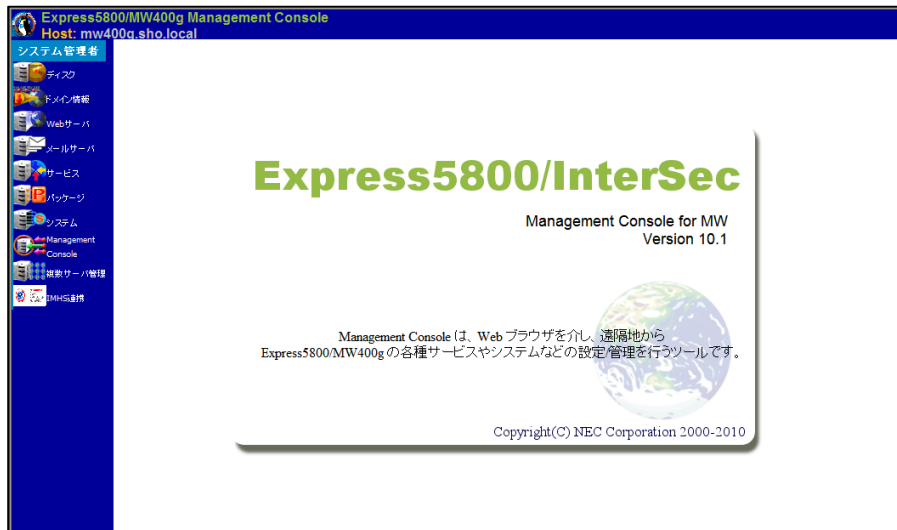 Express5800/MW400g Management Console
Host: mw400g.sho.local
システム管理者
ディスク
ドメイン情報
Webサーバ
メールサーバ
サービス
パッケージ
システム
Management
Console
複数サーバ管理
IMHSS連携
Express5800/InterSec
Management Console for MW
Version 10.1
Management Console は、Web ブラウザを介し、遠隔地から
Express5800/MW400g の各種サービスやシステムなどの設定/管理を行うツールです。
Copyright(C) NEC Corporation 2000-2010